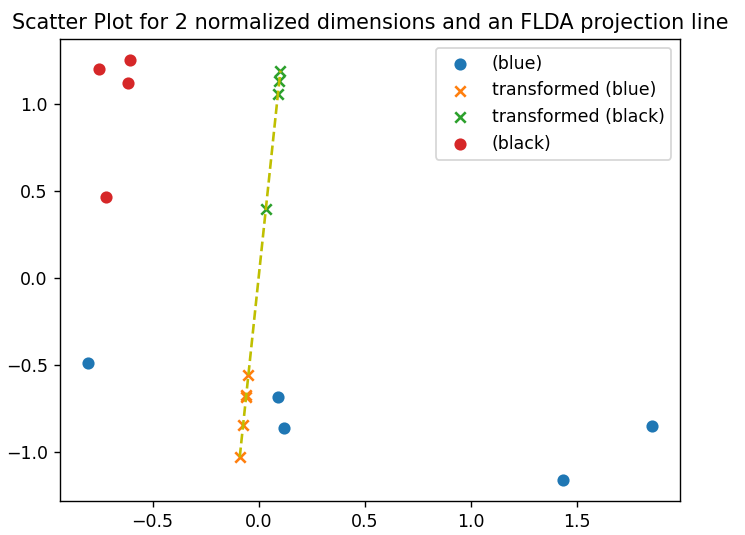 Scatter Plot for 2 normalized dimensions and an FLDA projection line
(blue)
transformed (blue)
transformed (black)
(black)
1.0
0.5
0.0
−0.5
−1.0
−0.5 0.0 0.5 1.0 1.5